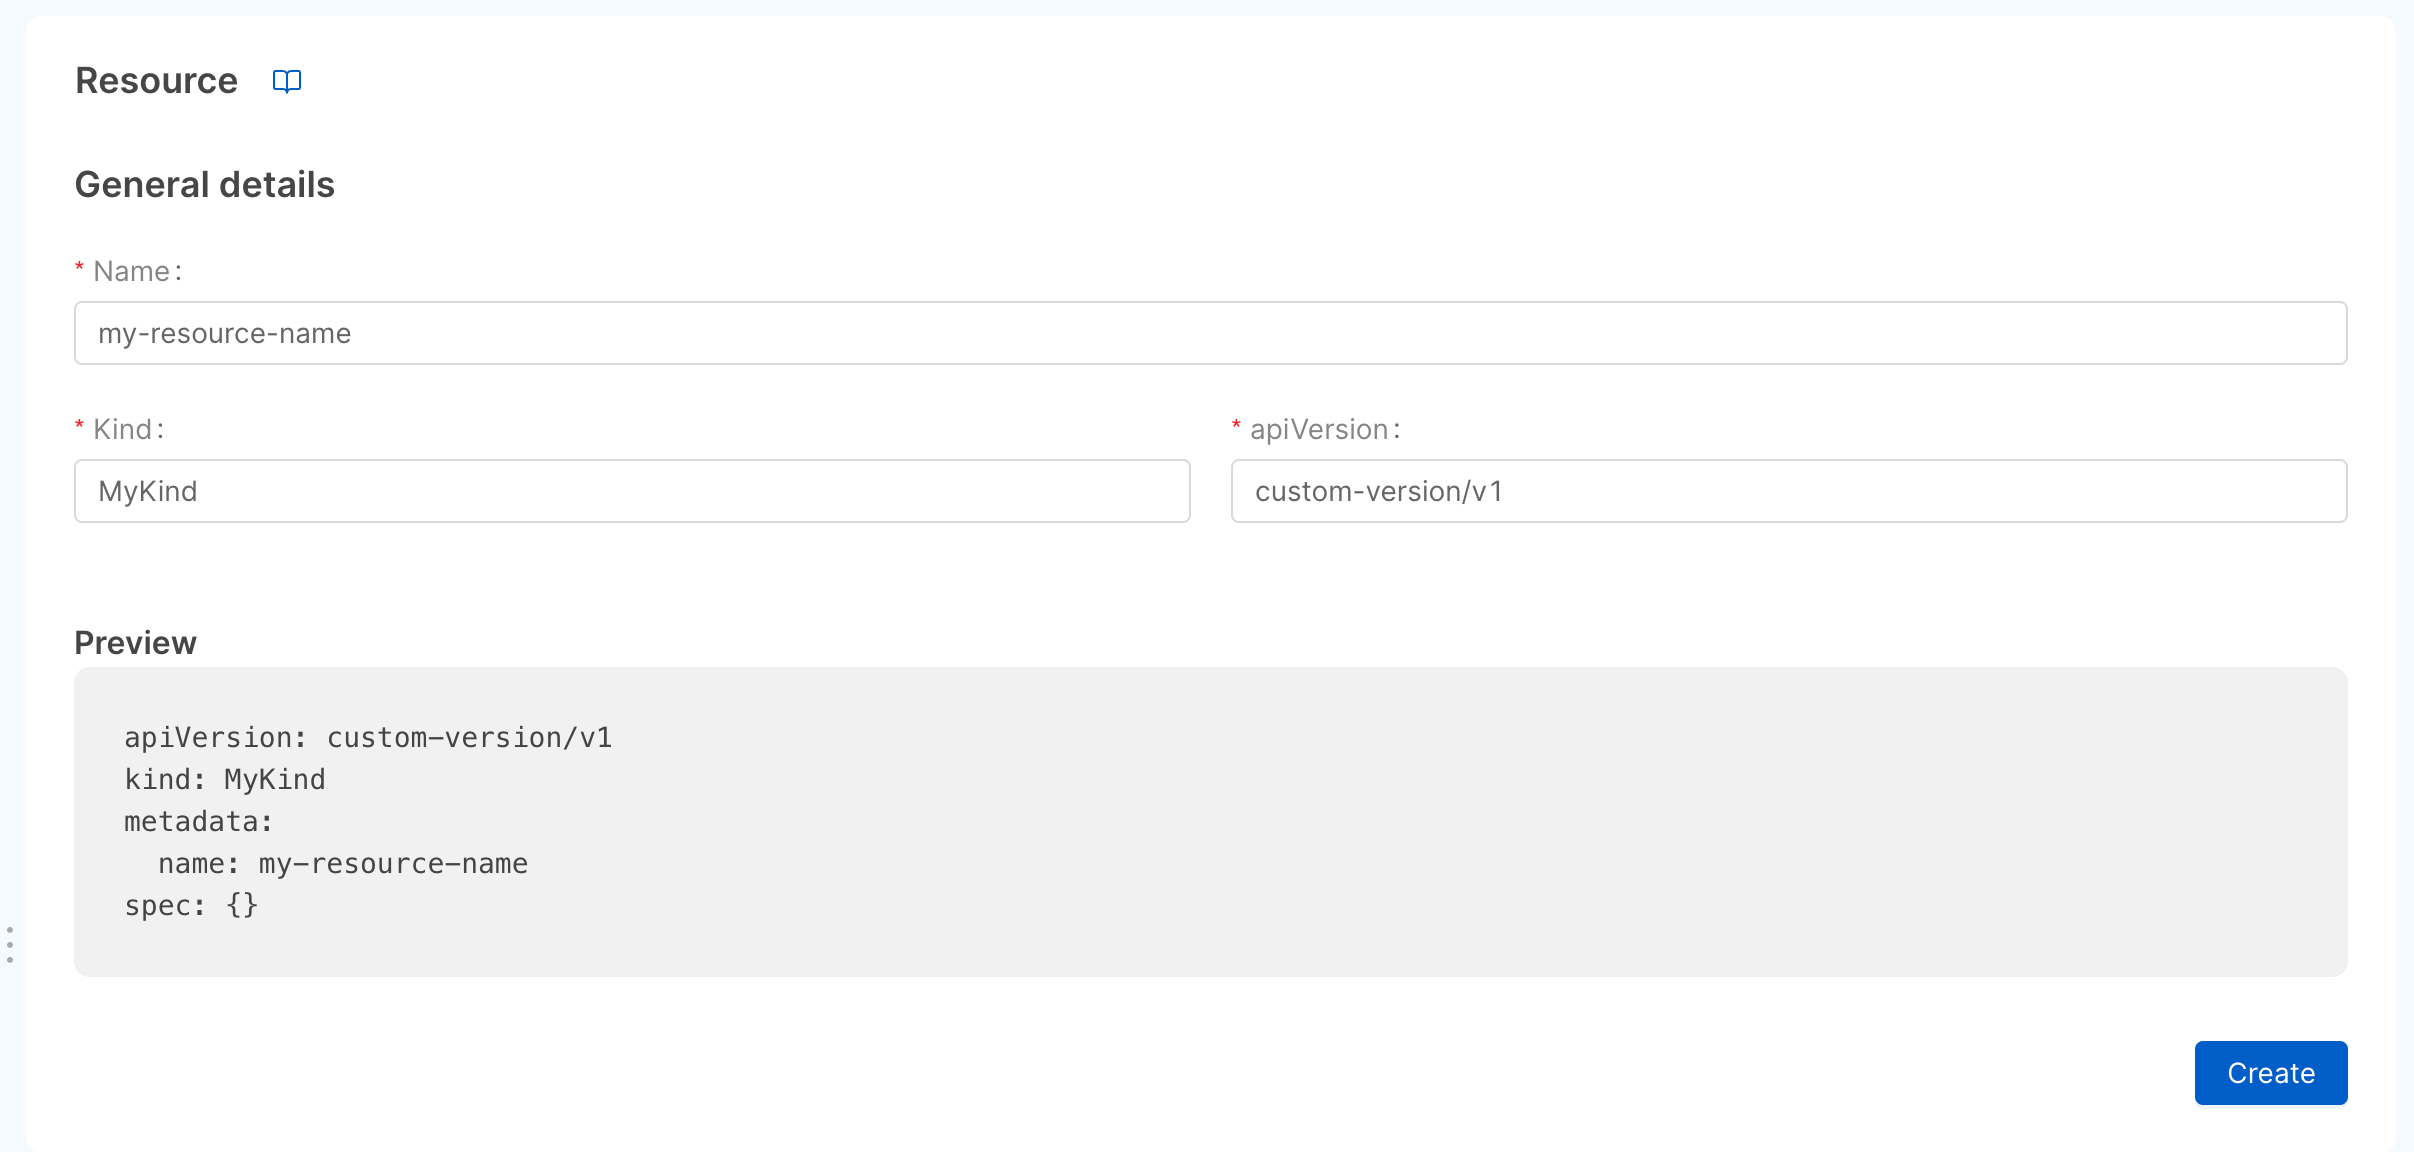 Resource
General details
* Name:
my-resource-name
* Kind:
* apiVersion:
MyKind
custom-version/v1
Preview
apiVersion: custom-version/v1
kind: MyKind
metadata:
  name: my-resource-name
spec: {}
Create